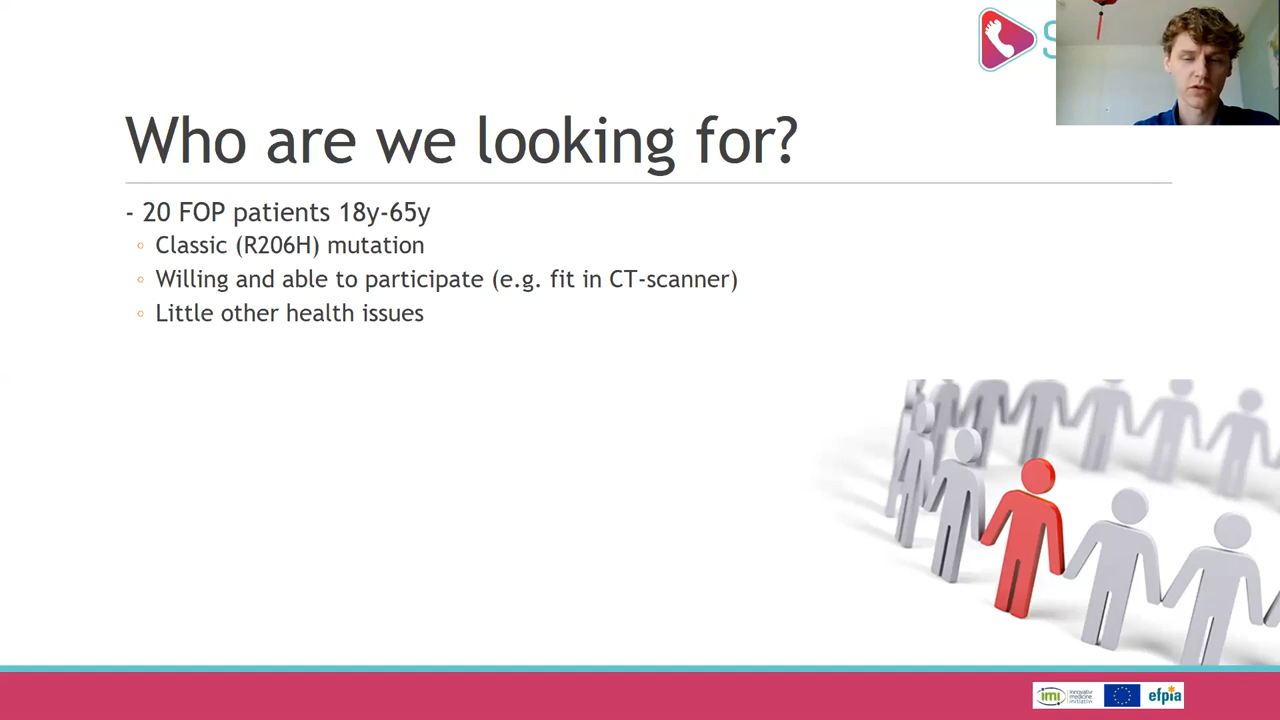 Who are we looking for?
- 20 FOP patients 18y-65y
Classic (R206H) mutation
Willing and able to participate (e.g. fit in CT-scanner)
Little other health issues
imi
efpia